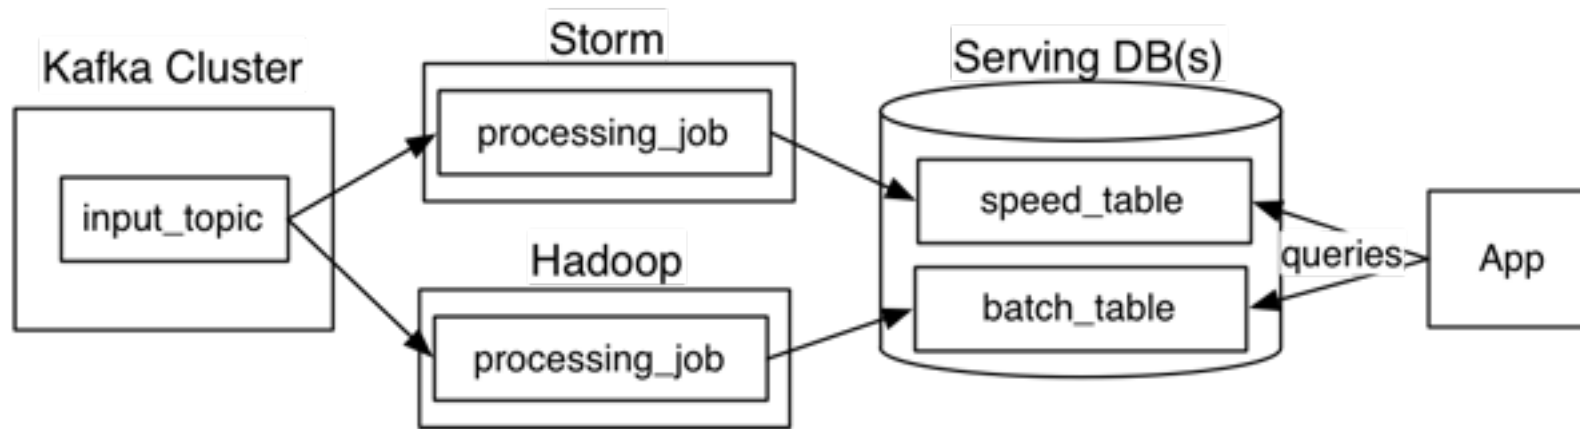 Kafka Cluster
input_topic
Storm
processing_job
Hadoop
processing_job
Serving DB(s)
speed_table
batch_table
queries
App